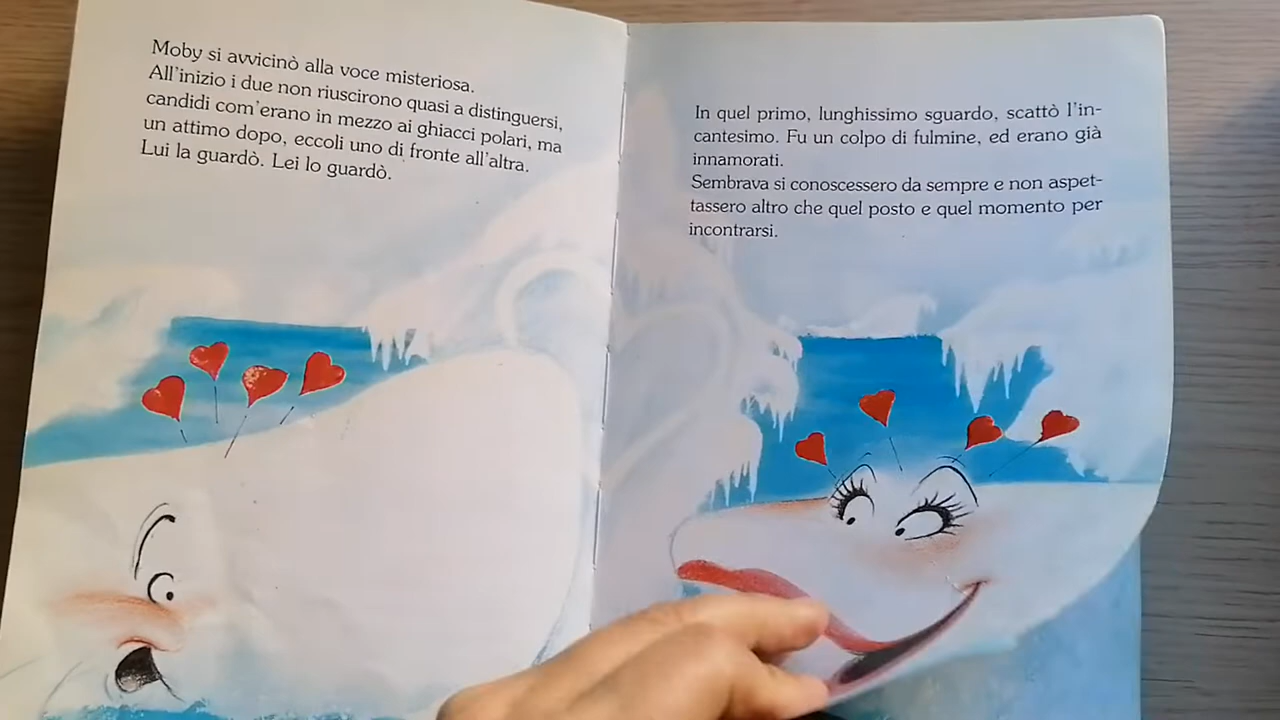 Moby si avvicinò alla voce misteriosa.
All'inizio i due non riuscirono quasi a distinguersi,
candidi com'erano in mezzo ai ghiacci polari, ma
un attimo dopo, eccoli uno di fronte all'altra.
Lui la guardò. Lei lo guardò.
In quel primo, lunghissimo sguardo, scattò l'in-
cantesimo. Fu un colpo di fulmine, ed erano già
innamorati.
Sembrava si conoscessero da sempre e non aspet-
tassero altro che quel posto e quel momento per
incontrarsi.